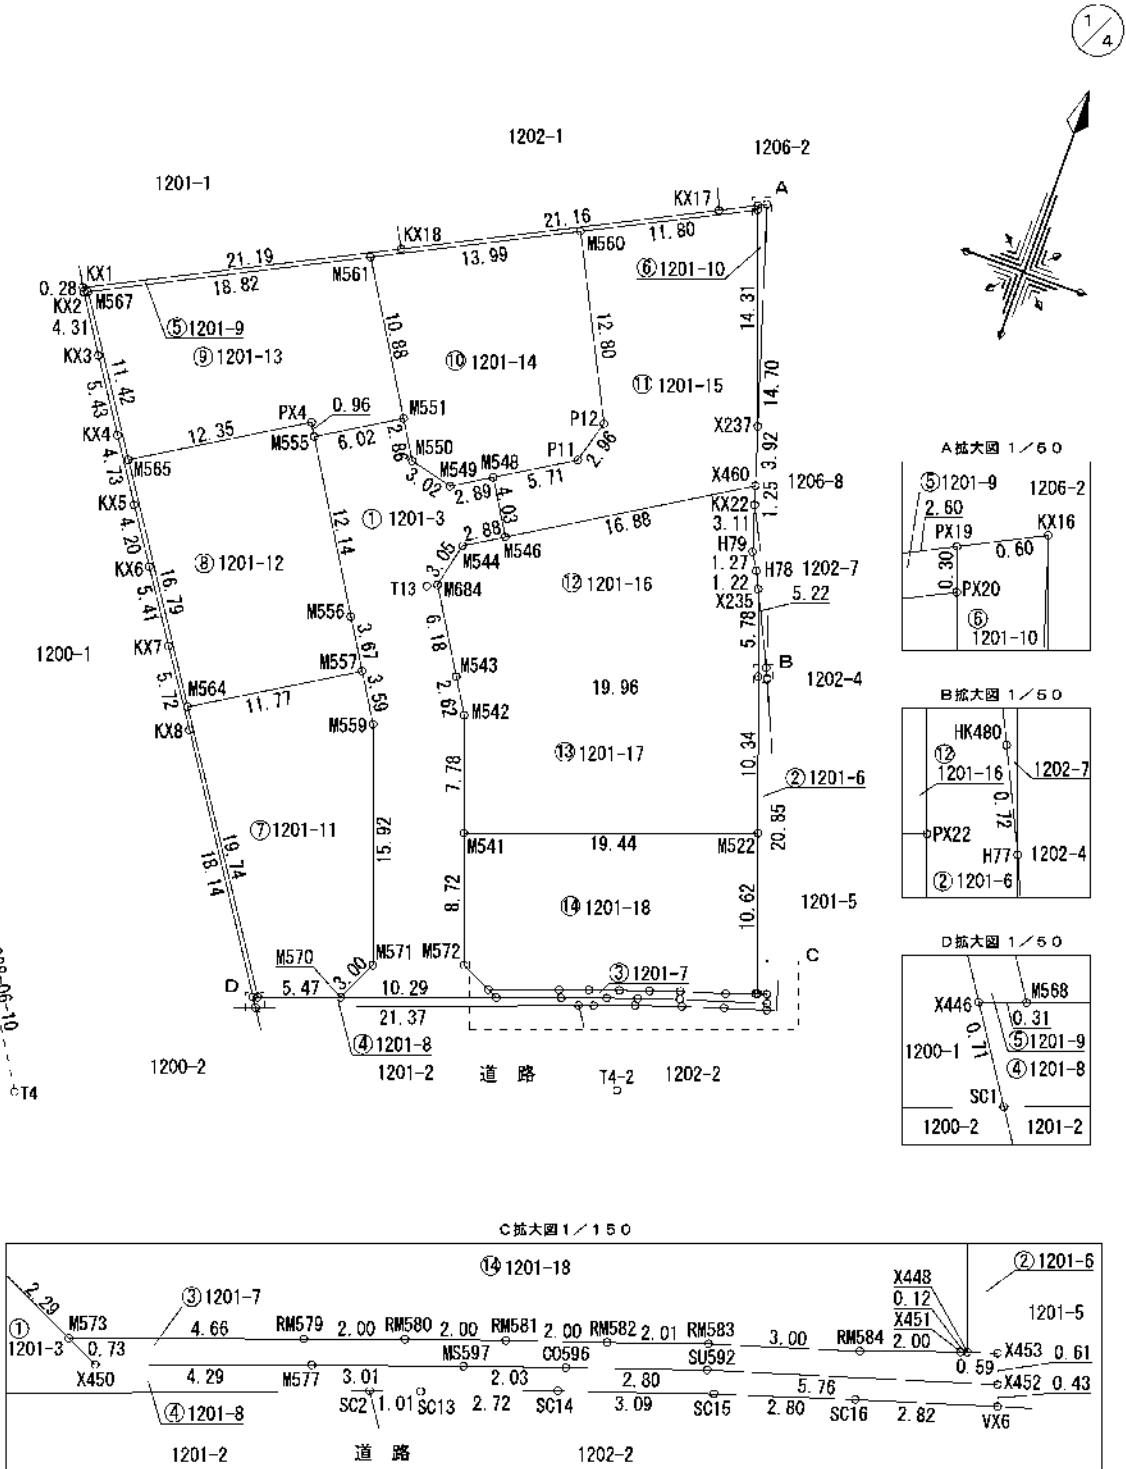 1/4
1202-1
1206-2
1201-1
A
KX17
KX18
21.16
M560
11.80
KX1
21.19
M561
13.99
⑥1201-10
0.28
KX2
M567
18.82
4.31
⑤1201-9
14.31
KX3
⑨1201-13
10.88
⑩1201-14
12.80
11.42
5.43
⑪1201-15
14.70
PX4
0.96
M551
P12
X237
KX4
12.35
M555
6.02
2.86
M550
P11
2.96
3.92
M565
4.73
M549
M548
5.71
X460
1206-8
3.02
2.89
4.03
KX22
1.25
KX5
①1201-3
16.88
3.11
4.20
12.14
2.88
M546
H79
M544
1.27
H78
1202-7
KX6
⑧1201-12
3.05
⑫1201-16
1.22
T13
M684
X235
5.22
16.79
5.41
M556
6.18
5.78
KX7
3.67
1200-1
M557
M543
B
5.72
M564
19.96
1202-4
11.77
3.59
2.62
KX8
M559
M542
⑬1201-17
10.34
7.78
②1201-6
⑦1201-11
15.92
20.85
19.74
M541
19.44
M522
18.14
8.72
⑭1201-18
10.62
1201-5
M570
M571
M572
C
3.00
③1201-7
D
5.47
10.29
21.37
④1201-8
1200-2
1201-2
道 路
T4-2
1202-2
T4
A拡大図 1/50
⑤1201-9
1206-2
2.60
KX16
PX19
0.60
0.30
PX20
⑥
1201-10
B拡大図 1/50
HK480
⑫
1202-7
1201-16
0.72
PX22
H77
1202-4
②1201-6
D拡大図 1/50
X446
M568
0.31
0.71
⑤1201-9
1200-1
④1201-8
SC1
1200-2
1201-2
C拡大図1/150
⑭1201-18
②1201-6
X448
2.29
0.12
③1201-7
X451
1201-5
①
M573
4.66
RM579
2.00
RM580
2.00
RM581
2.00
RM582
2.01
RM583
3.00
RM584
2.00
X453
0.61
1201-3
0.73
MS597
CO596
SU592
0.59
X450
4.29
M577
3.01
2.03
2.80
5.76
X452
0.43
④1201-8
SC2
1.01
SC13
2.72
SC14
3.09
SC15
2.80
SC16
2.82
VX6
1201-2
道 路
1202-2